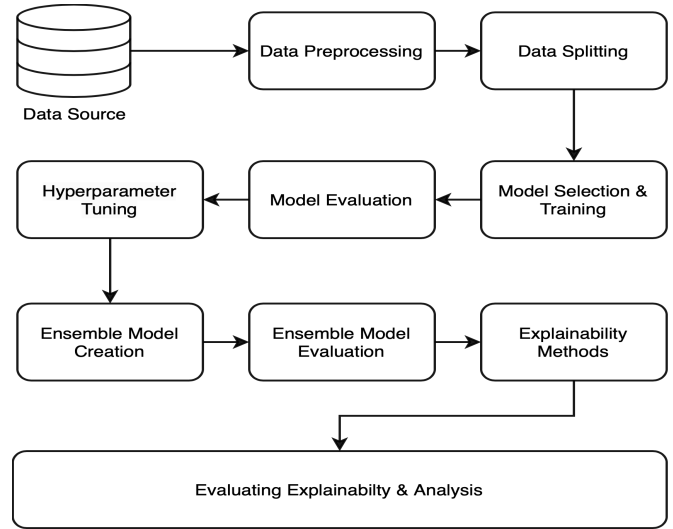 Data Preprocessing
Data Splitting
Data Source
Hyperparameter
Tuning
Model Evaluation
Model Selection &
Training
Ensemble Model
Creation
Ensemble Model
Evaluation
Explainability
Methods
Evaluating Explainabilty & Analysis